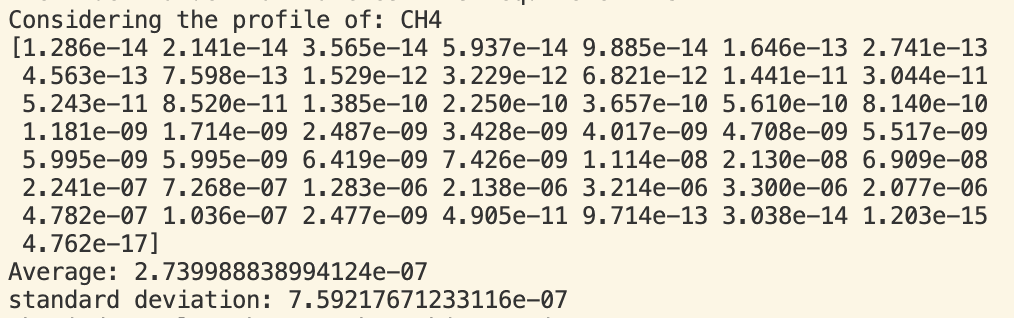 Considering the profile of: CH4
[1.286e-14 2.141e-14 3.565e-14 5.937e-14 9.885e-14 1.646e-13 2.741e-13
4.563e-13 7.598e-13 1.529e-12 3.229e-12 6.821e-12 1.441e-11 3.044e-11
5.243e-11 8.520e-11 1.385e-10 2.250e-10 3.657e-10 5.610e-10 8.140e-10
1.181e-09 1.714e-09 2.487e-09 3.428e-09 4.017e-09 4.708e-09 5.517e-09
5.995e-09 5.995e-09 6.419e-09 7.426e-09 1.114e-08 2.130e-08 6.909e-08
2.241e-07 7.268e-07 1.283e-06 2.138e-06 3.214e-06 3.300e-06 2.077e-06
4.782e-07 1.036e-07 2.477e-09 4.905e-11 9.714e-13 3.038e-14 1.203e-15
4.762e-17]
Average: 2.739988838994124e-07
standard deviation: 7.59217671233116e-07